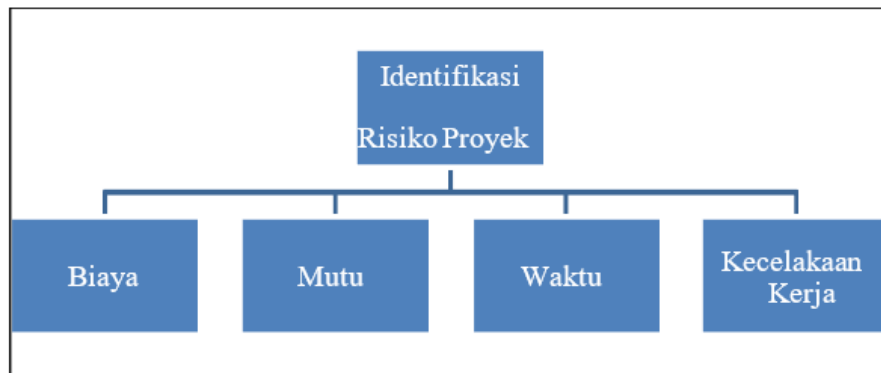 Identifikasi
Risiko Proyek
Biaya
Mutu
Waktu
Kecelakaan
Kerja